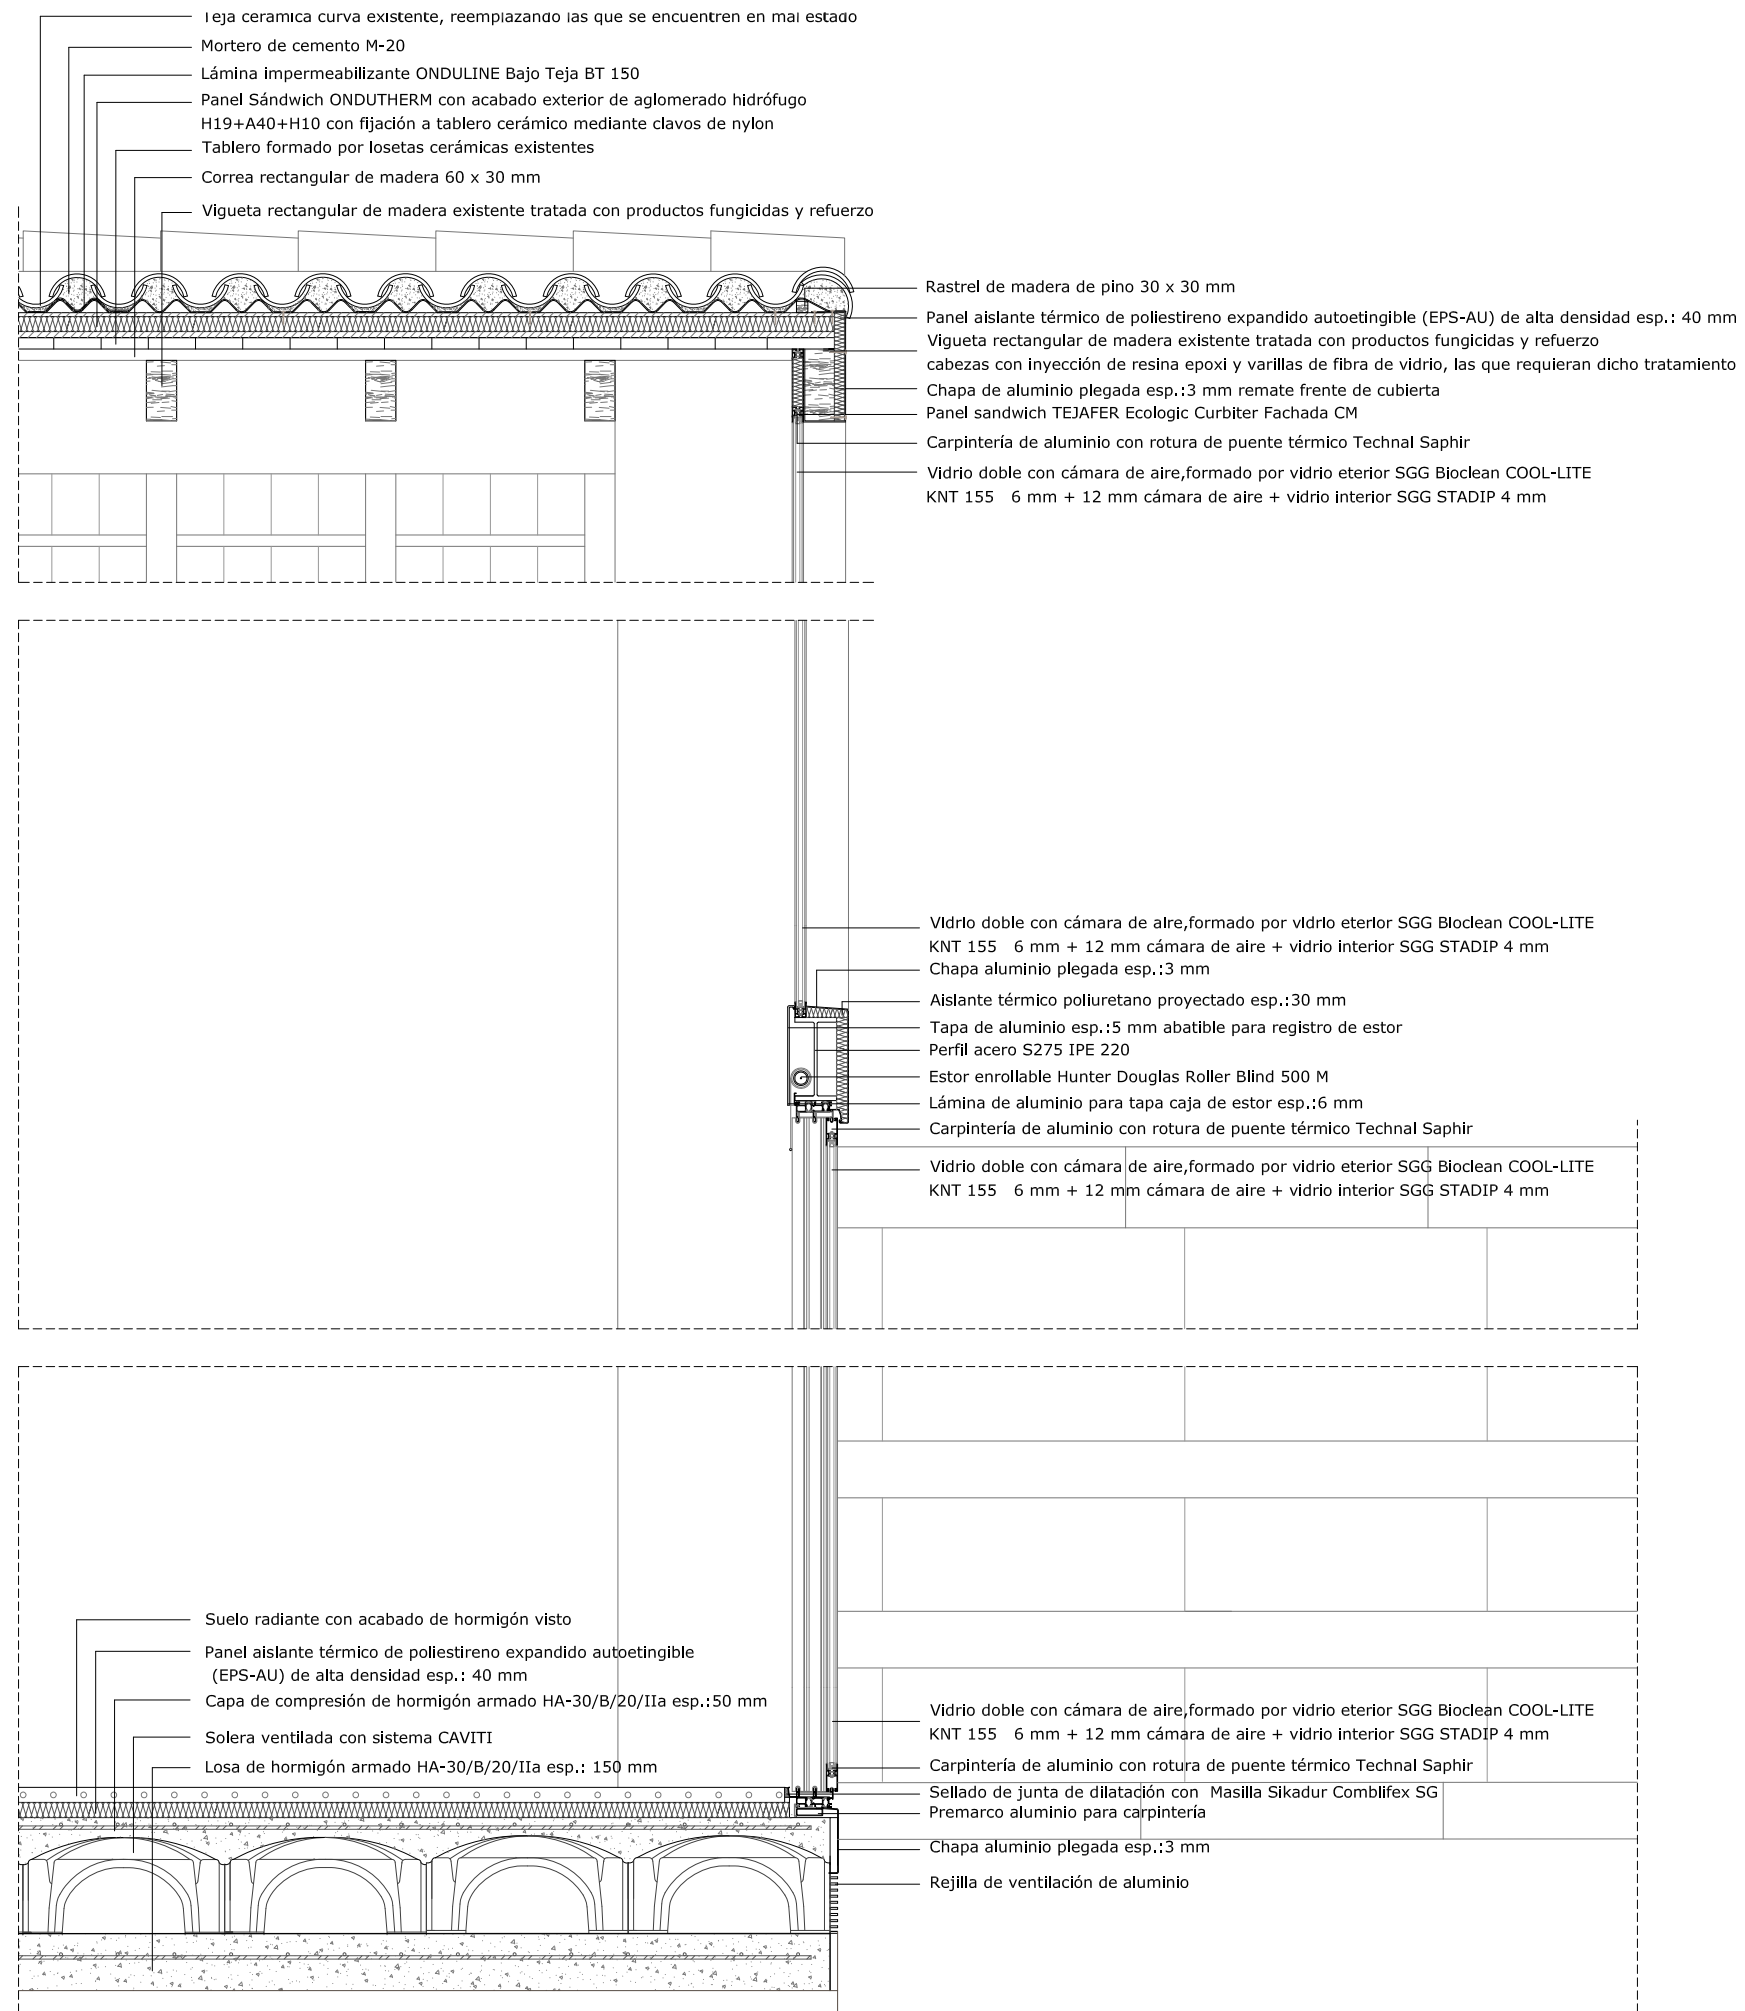 Teja cerámica curva existente, reemplazando las que se encuentren en mal estado
Mortero de cemento M-20
Lámina impermeabilizante ONDULINE Bajo Teja BT 150
Panel Sándwich ONDUTHERM con acabado exterior de aglomerado hidrófugo
H19+A40+H10 con fijación a tablero cerámico mediante clavos de nylon
Tablero formado por losetas cerámicas existentes
Correa rectangular de madera 60 x 30 mm
Vigueta rectangular de madera existente tratada con productos fungicidas y refuerzo
Rastrel de madera de pino 30 x 30 mm
Panel aislante térmico de poliestireno expandido autoetingible (EPS-AU) de alta densidad esp.: 40 mm
Vigueta rectangular de madera existente tratada con productos fungicidas y refuerzo
cabezas con inyección de resina epoxi y varillas de fibra de vidrio, las que requieran dicho tratamiento
Chapa de aluminio plegada esp.:3 mm remate frente de cubierta
Panel sandwich TEJAFER Ecologic Curbiter Fachada CM
Carpintería de aluminio con rotura de puente térmico Technal Saphir
Vidrio doble con cámara de aire,formado por vidrio eterior SGG Bioclean COOL-LITE
KNT 155 6 mm + 12 mm cámara de aire + vidrio interior SGG STADIP 4 mm
Vidrio doble con cámara de aire,formado por vidrio eterior SGG Bioclean COOL-LITE
KNT 155 6 mm + 12 mm cámara de aire + vidrio interior SGG STADIP 4 mm
Chapa aluminio plegada esp.:3 mm
Aislante térmico poliuretano proyectado esp.:30 mm
Tapa de aluminio esp.:5 mm abatible para registro de estor
Perfil acero S275 IPE 220
Estor enrollable Hunter Douglas Roller Blind 500 M
Lámina de aluminio para tapa caja de estor esp.:6 mm
Carpintería de aluminio con rotura de puente térmico Technal Saphir
Vidrio doble con cámara de aire,formado por vidrio eterior SGG Bioclean COOL-LITE
KNT 155 6 mm + 12 mm cámara de aire + vidrio interior SGG STADIP 4 mm
Suelo radiante con acabado de hormigón visto
Panel aislante térmico de poliestireno expandido autoetingible
(EPS-AU) de alta densidad esp.: 40 mm
Capa de compresión de hormigón armado HA-30/B/20/IIa esp.:50 mm
Solera ventilada con sistema CAVITI
Losa de hormigón armado HA-30/B/20/IIa esp.: 150 mm
Vidrio doble con cámara de aire,formado por vidrio eterior SGG Bioclean COOL-LITE
KNT 155 6 mm + 12 mm cámara de aire + vidrio interior SGG STADIP 4 mm
Carpintería de aluminio con rotura de puente térmico Technal Saphir
Sellado de junta de dilatación con Masilla Sikadur Comblifex SG
Premarco aluminio para carpintería
Chapa aluminio plegada esp.:3 mm
Rejilla de ventilación de aluminio